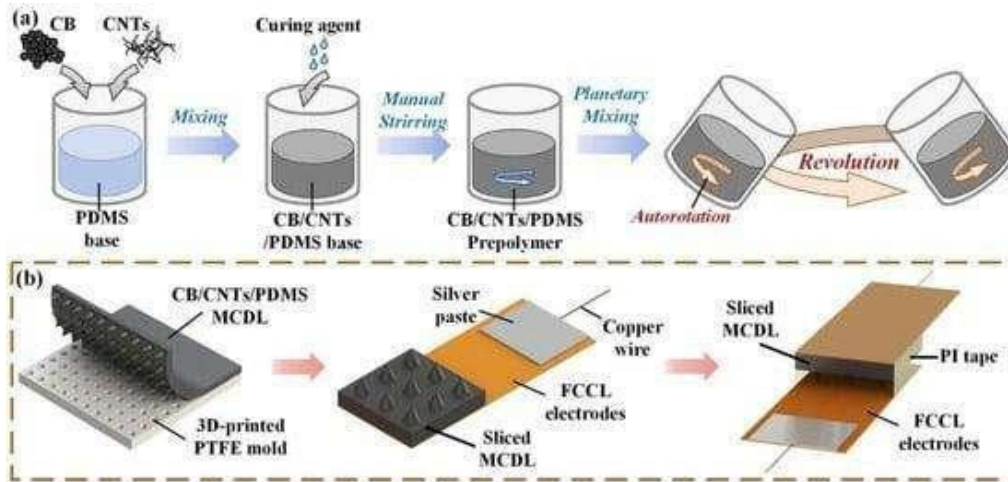 (a)
CB
CNTs
Curing agent
Mixing
Manual
Strirring
Planetary
Mixing
Revolution
Autorotation
PDMS
base
CB/CNTs
/PDMS base
CB/CNTs/PDMS
Prepolymer
(b)
CB/CNTs/PDMS
MCDL
3D-printed
PTFE mold
Silver
paste
Copper
wire
FCCL
electrodes
Sliced
MCDL
Sliced
MCDL
PI tape
FCCL
electrodes